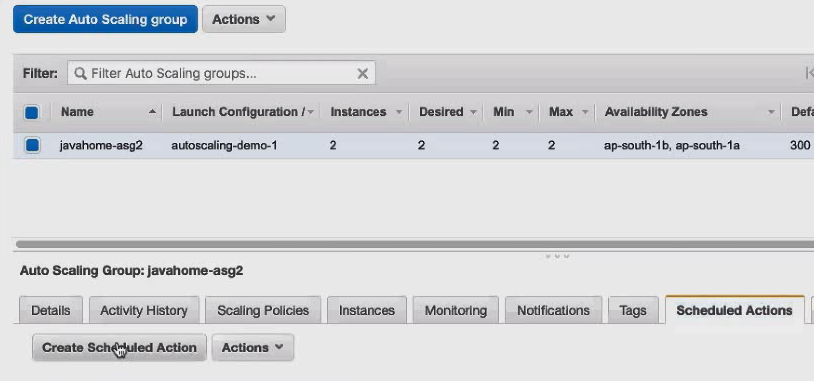 Create Auto Scaling group Actions
Filter: Filter Auto Scaling groups...
Name Launch Configuration / Instances Desired Min Max Availability Zones
javahome-asg2 autoscaling-demo-1 2 2 2 2 ap-south-1b, ap-south-1a 300
Auto Scaling Group: javahome-asg2
Details Activity History Scaling Policies Instances Monitoring Notifications Tags Scheduled Actions
Create Scheduled Action Actions